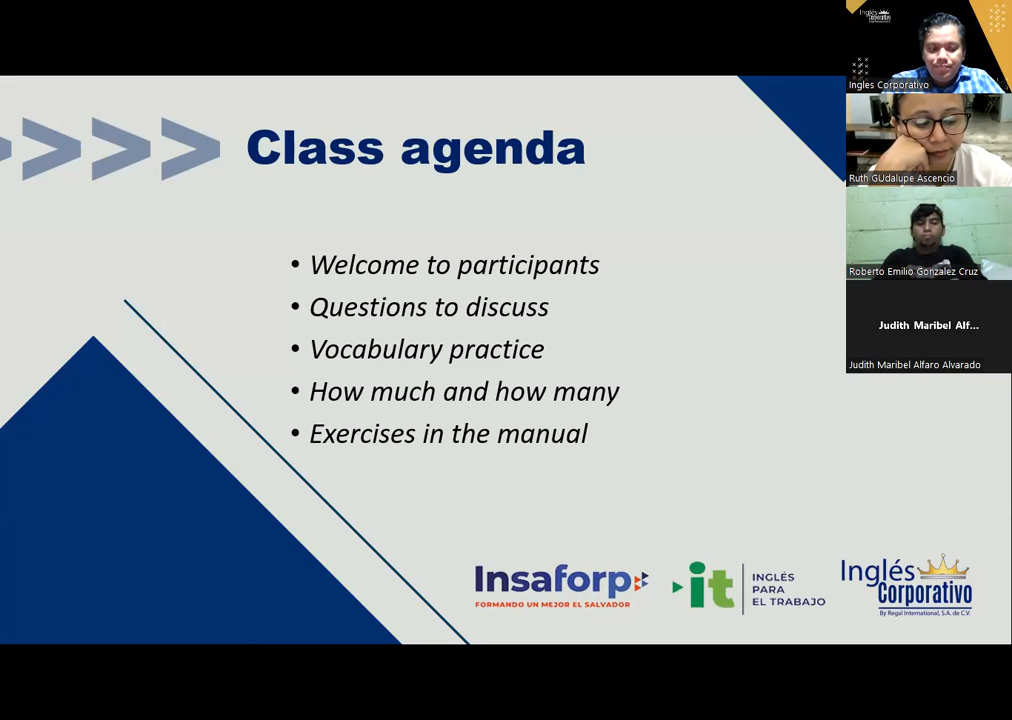 Class agenda
• Welcome to participants
• Questions to discuss
• Vocabulary practice
• How much and how many
• Exercises in the manual
Insaforp
FORMANDO UN MEJOR EL SALVADOR
it
INGLÉS
PARA
EL TRABAJO
Inglés
Corporativo
By Regal International, S.A. de C.V.
Inglés
Corporativo
Ingles Corporativo
Ruth GUdalupe Ascencio
Roberto Emilio Gonzalez Cruz
Judith Maribel Alf...
Judith Maribel Alfaro Alvarado